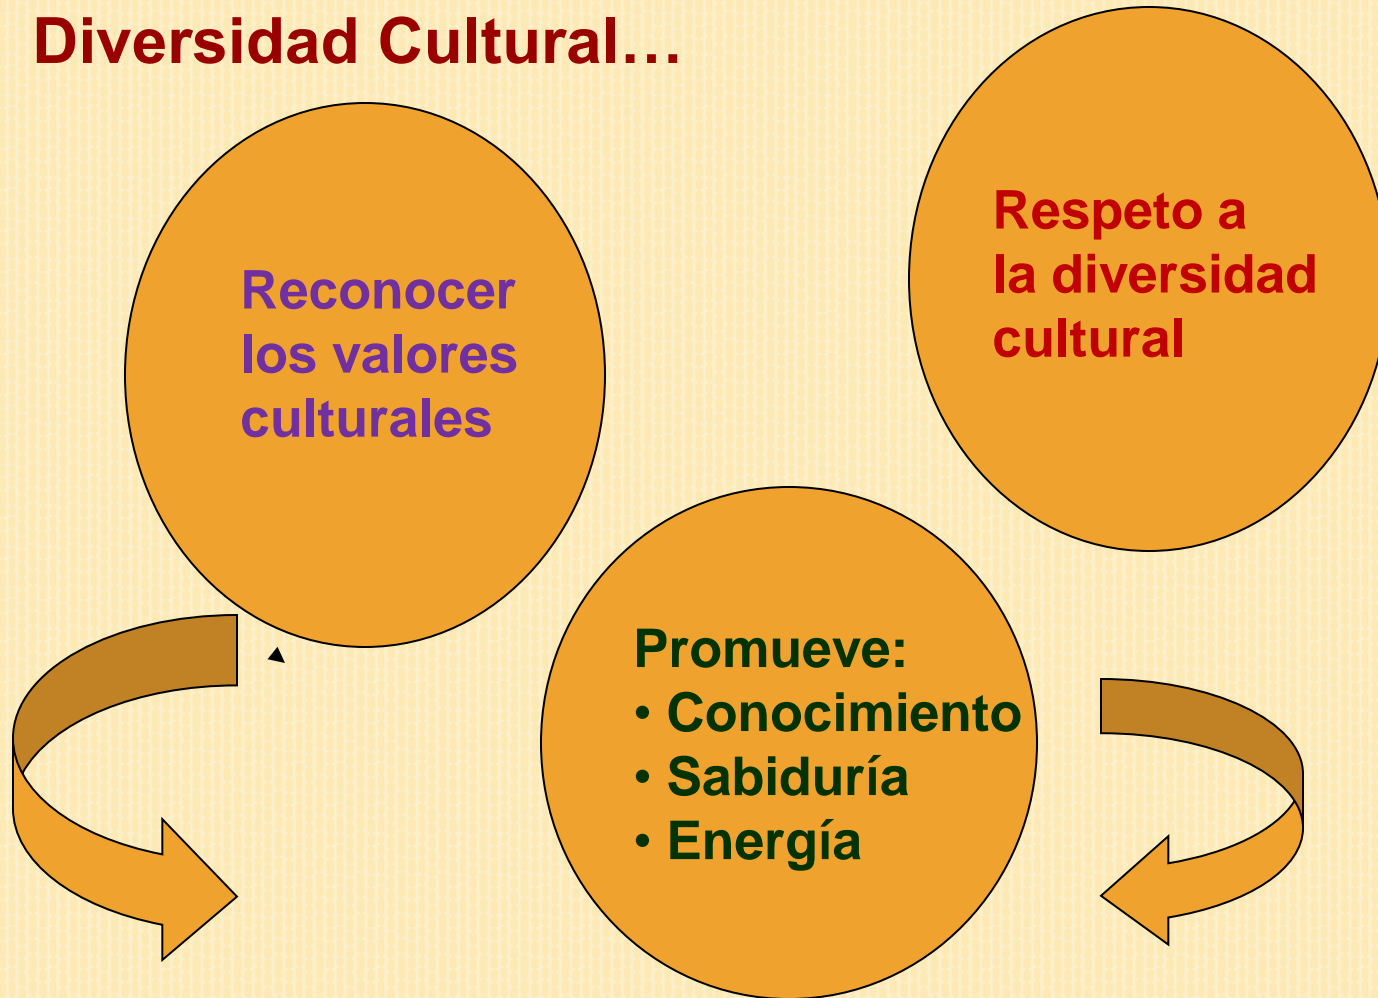 Diversidad Cultural…
Reconocer
los valores
culturales
Respeto a
la diversidad
cultural
Promueve:
• Conocimiento
• Sabiduría
• Energía